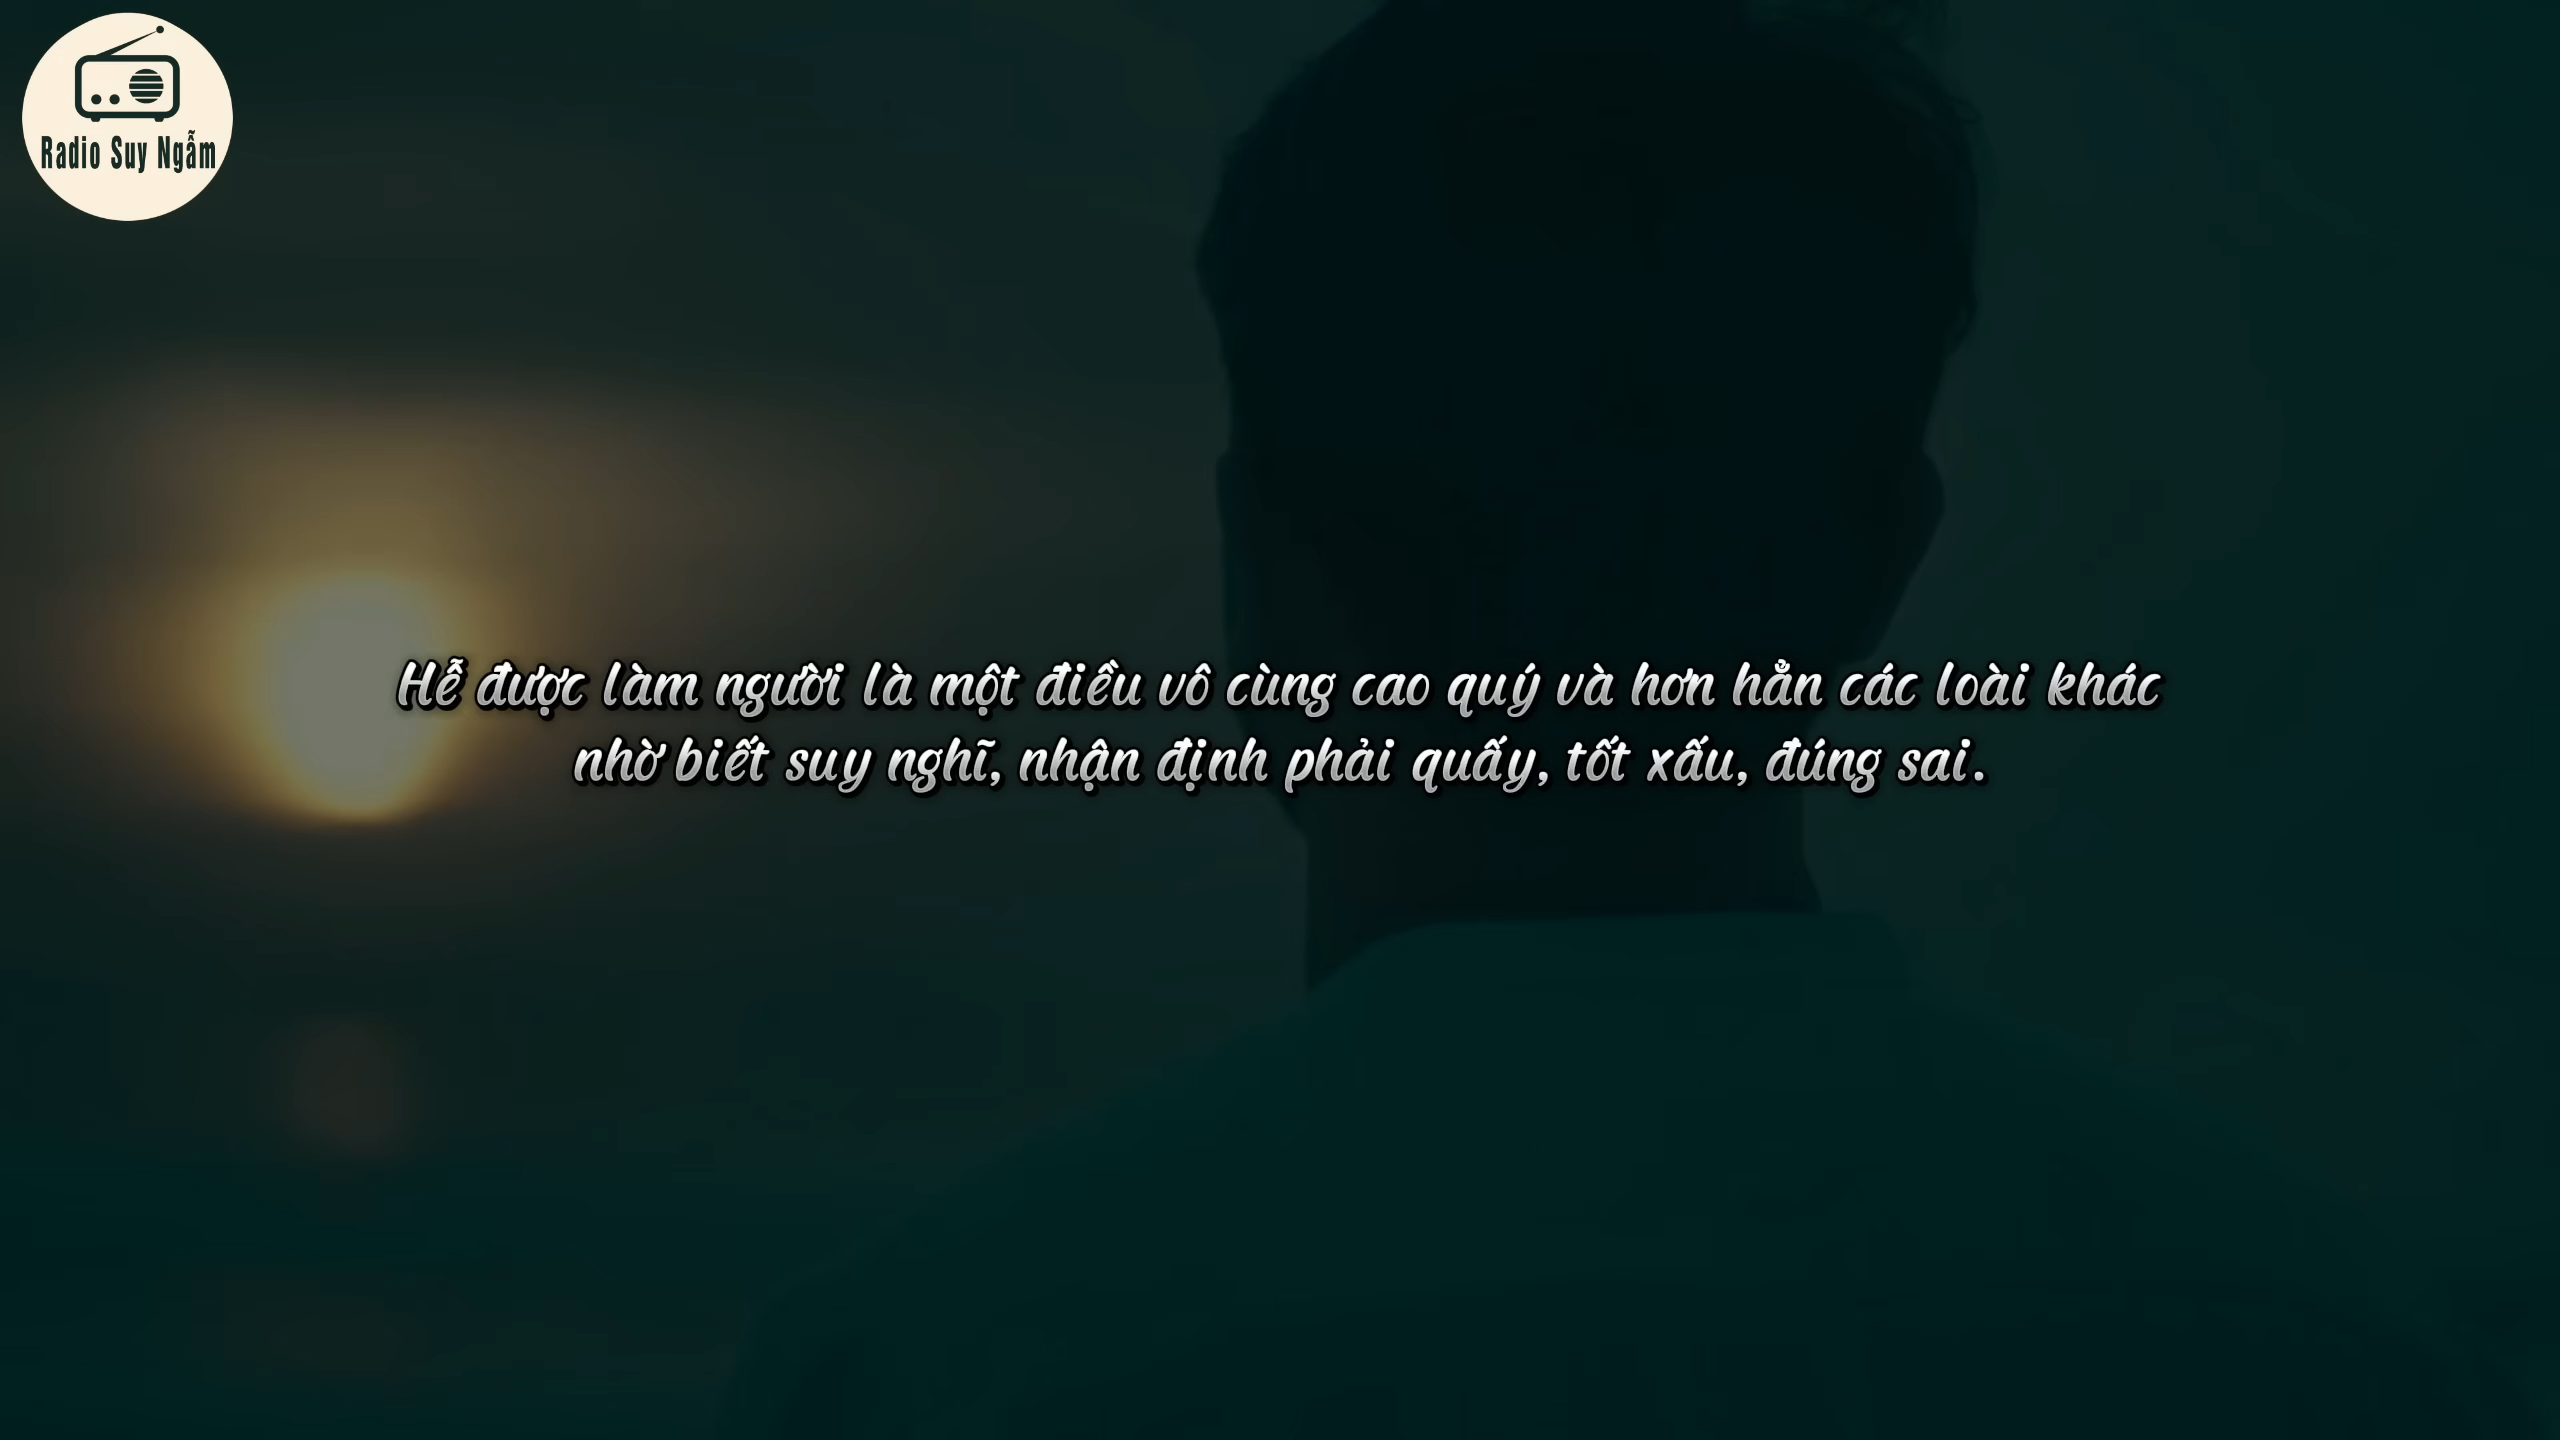 Radio Suy Ngẫm
Hễ được làm người là một điều vô cùng cao quý và hơn hẳn các loài khác
nhờ biết suy nghĩ, nhận định phải quấy, tốt xấu, đúng sai.